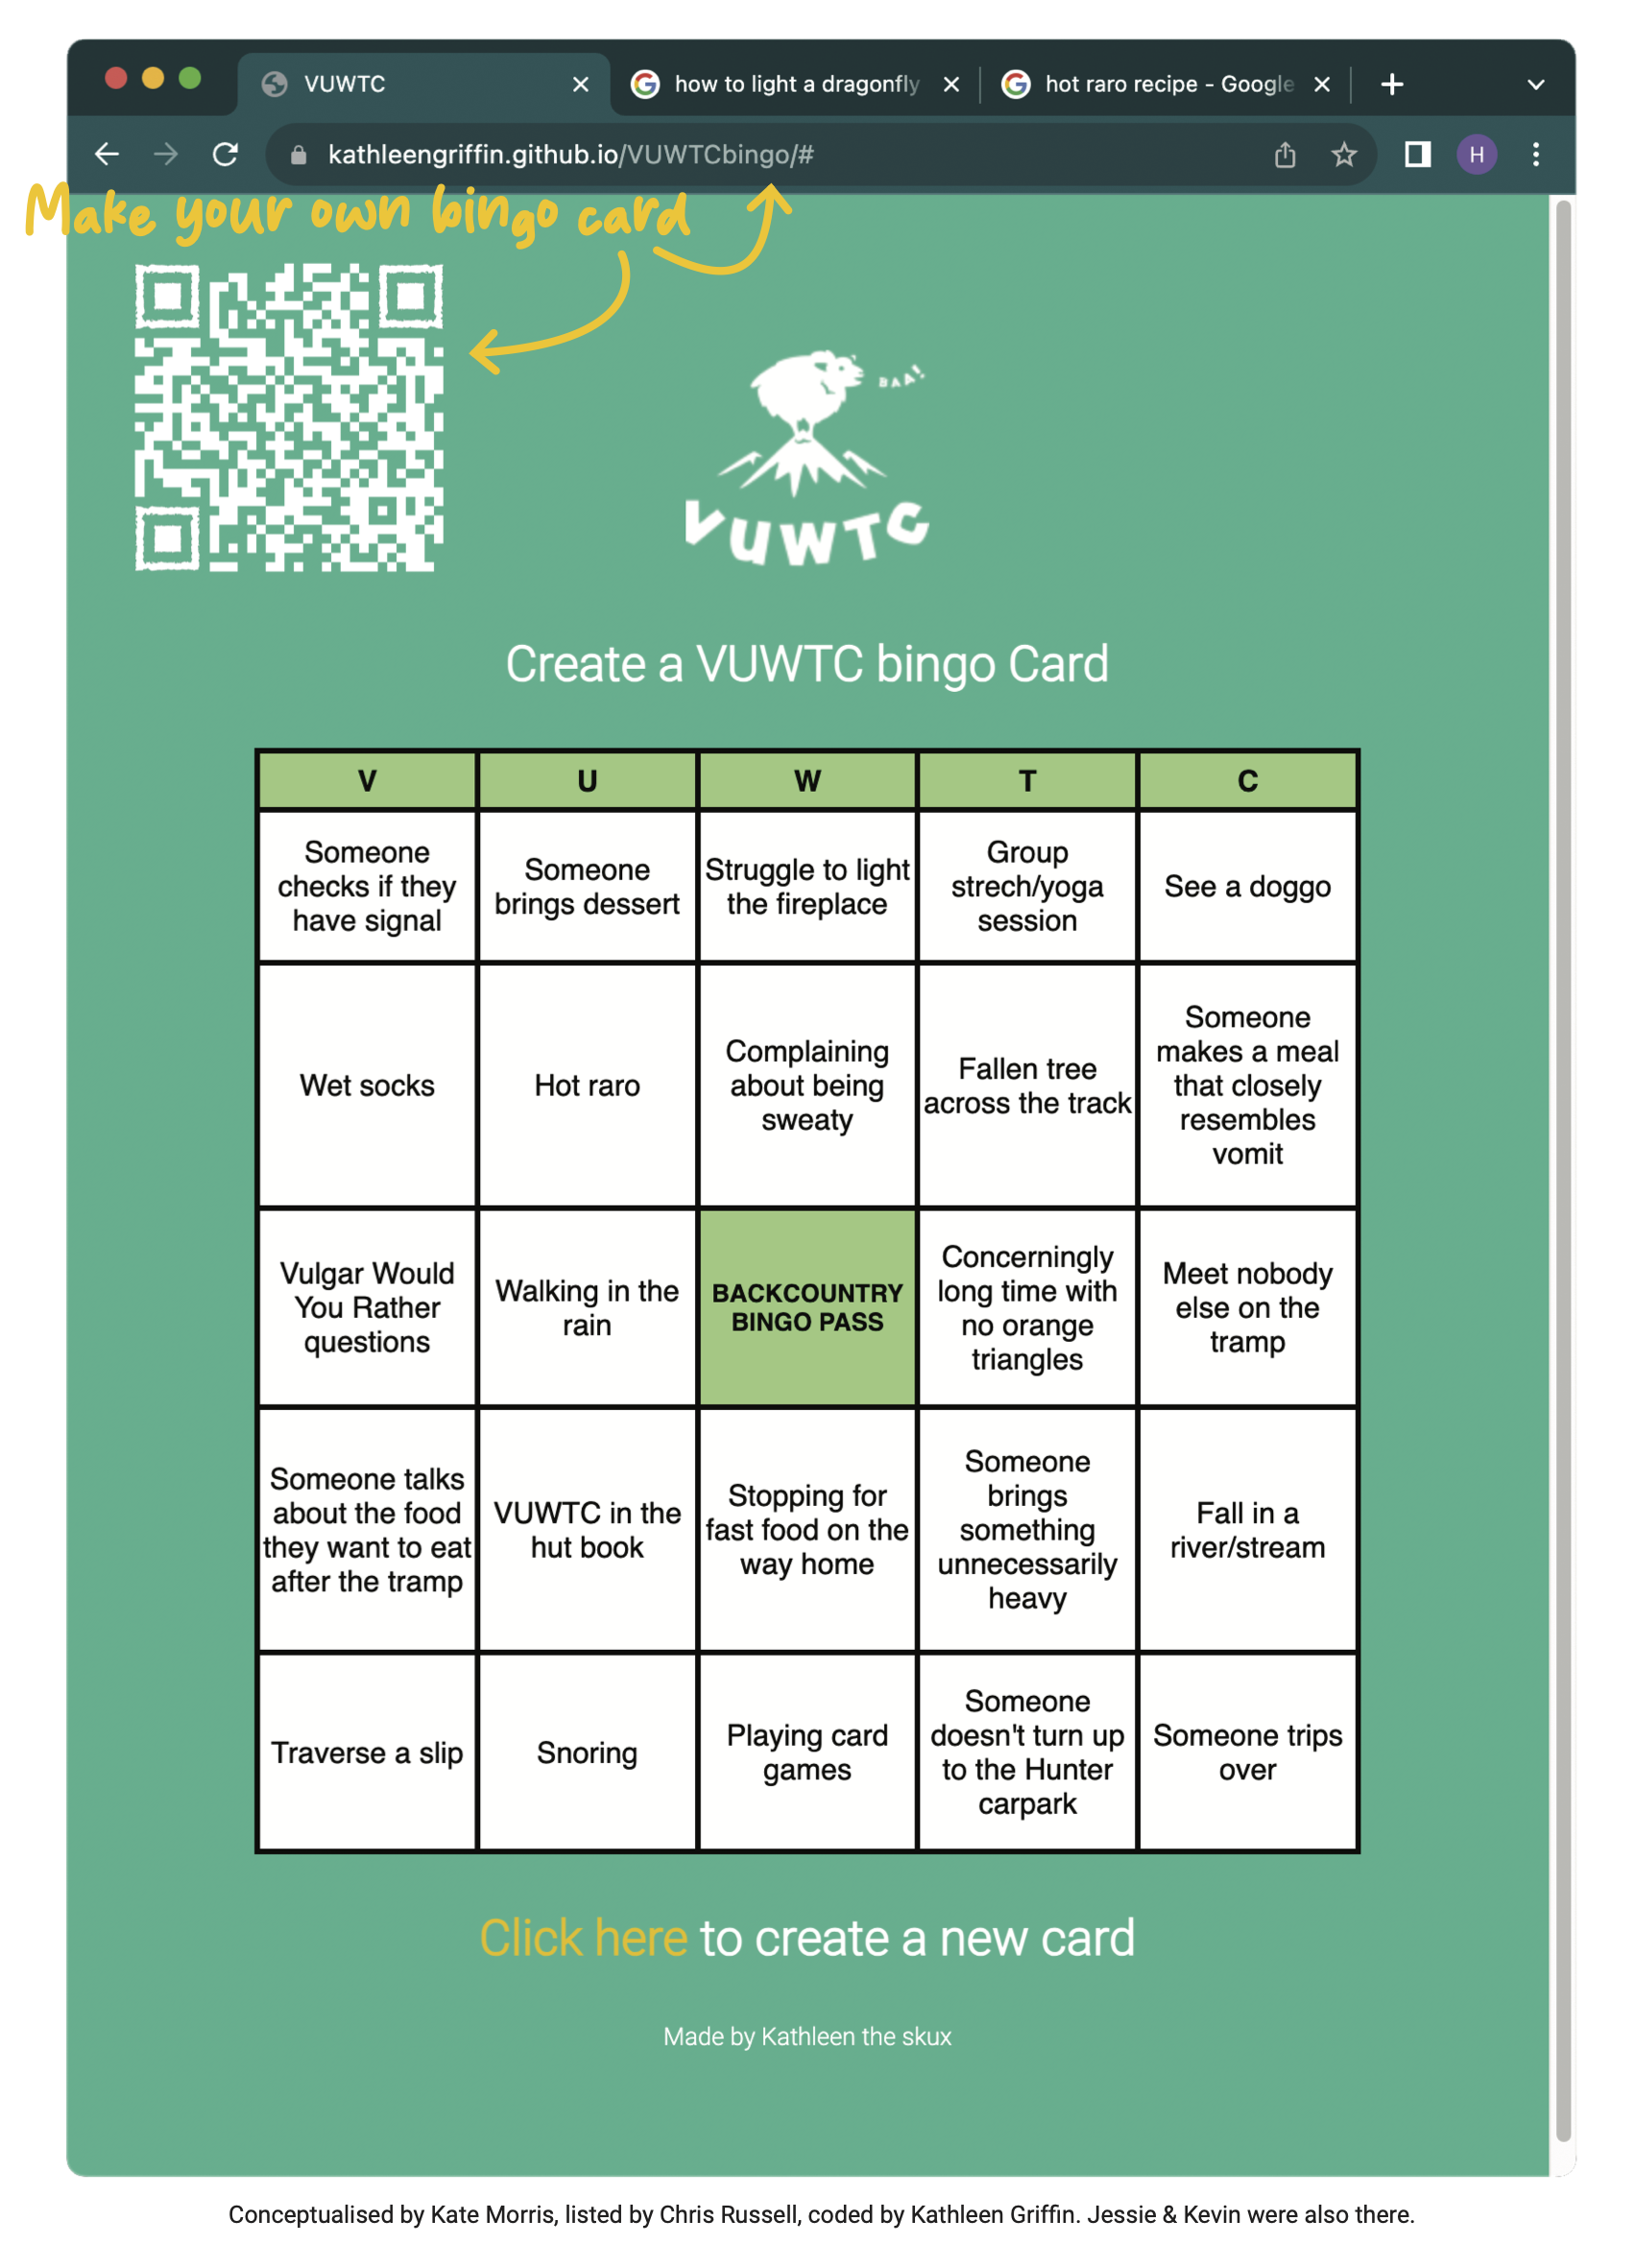 VUWTC
how to light a dragonfly
hot raro recipe - Google
kathleengriffin.github.io/VUWTCbingo/#
H
Make your own bingo card
BAA!
VUWTC
Create a VUWTC bingo Card
V U W T C
Someone
checks if they
have signal
Someone
brings dessert
Struggle to light
the fireplace
Group
strech/yoga
session
See a doggo
Wet socks
Hot raro
Complaining
about being
sweaty
Fallen tree
across the track
Someone
makes a meal
that closely
resembles
vomit
Vulgar Would
You Rather
questions
Walking in the
rain
BACKCOUNTRY
BINGO PASS
Concerningly
long time with
no orange
triangles
Meet nobody
else on the
tramp
Someone talks
about the food
they want to eat
after the tramp
VUWTC in the
hut book
Stopping for
fast food on the
way home
Someone
brings
something
unnecessarily
heavy
Fall in a
river/stream
Traverse a slip
Snoring
Playing card
games
Someone
doesn't turn up
to the Hunter
carpark
Someone trips
over
Click here to create a new card
Made by Kathleen the skux
Conceptualised by Kate Morris, listed by Chris Russell, coded by Kathleen Griffin. Jessie & Kevin were also there.